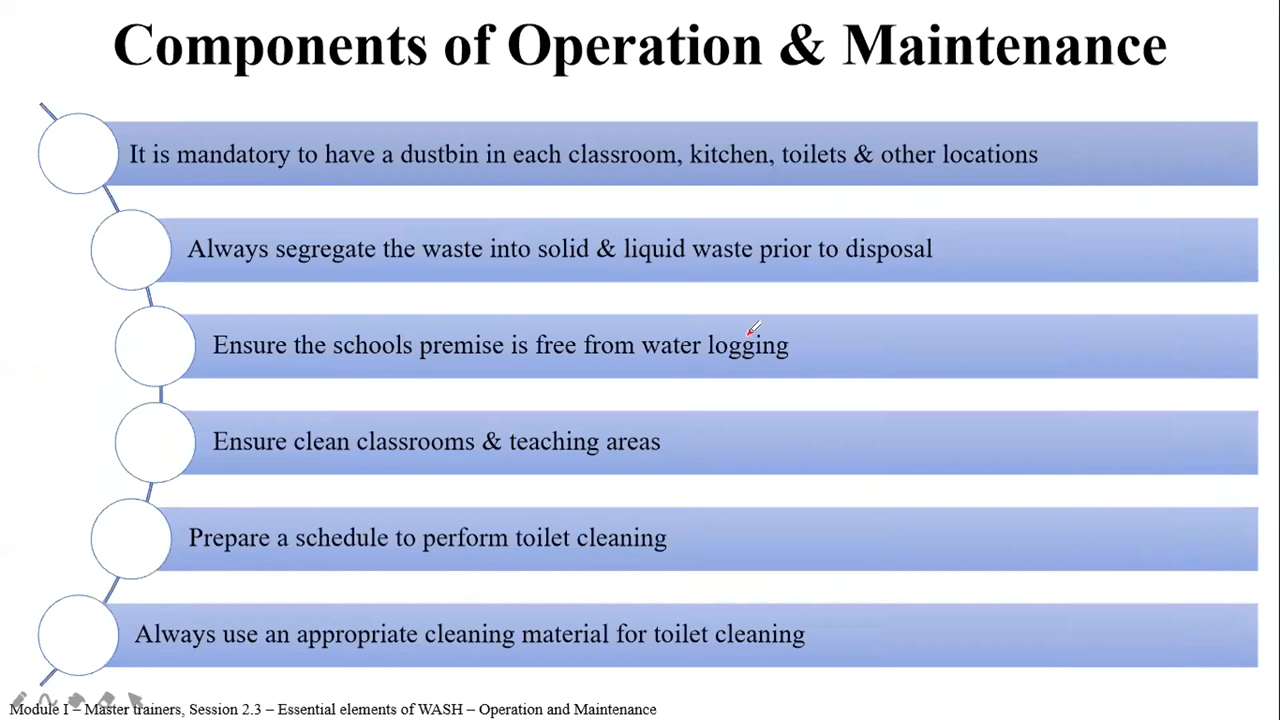 Components of Operation & Maintenance
It is mandatory to have a dustbin in each classroom, kitchen, toilets & other locations
Always segregate the waste into solid & liquid waste prior to disposal
Ensure the schools premise is free from water logging
Ensure clean classrooms & teaching areas
Prepare a schedule to perform toilet cleaning
Always use an appropriate cleaning material for toilet cleaning
Module I – Master trainers, Session 2.3 – Essential elements of WASH – Operation and Maintenance